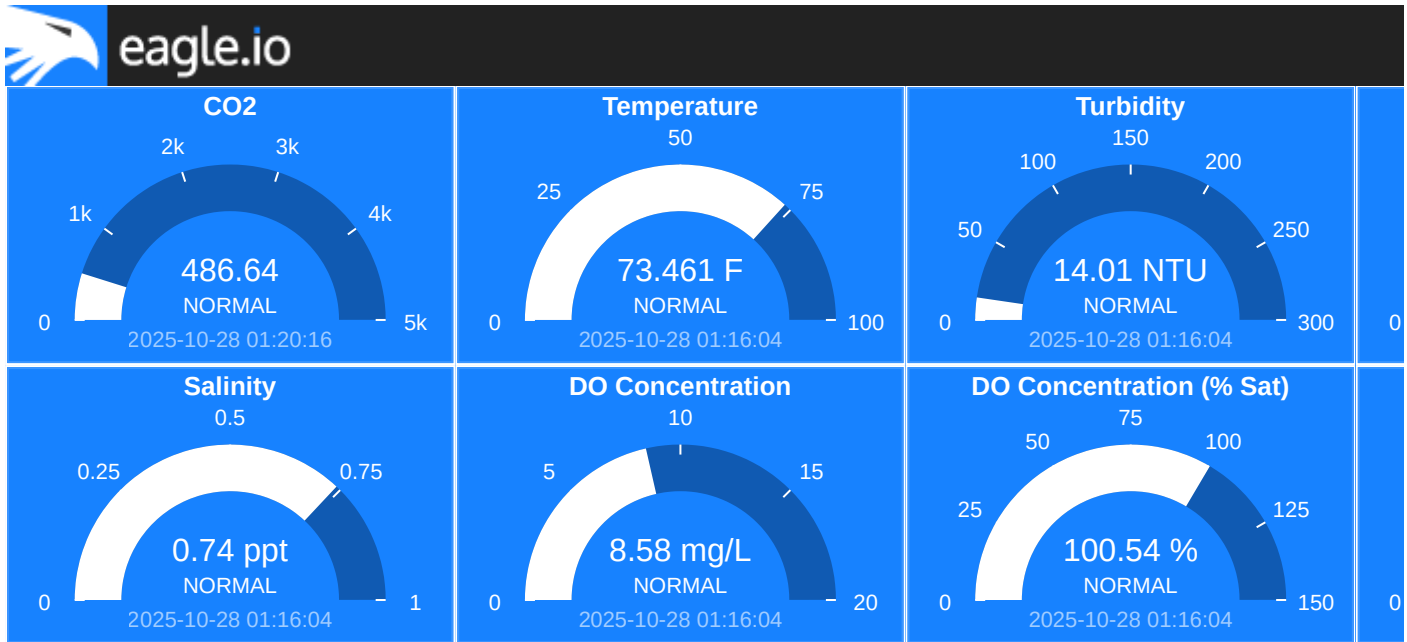 eagle.io
CO2
0
1k
2k
3k
4k
5k
486.64
NORMAL
2025-10-28 01:20:16
Temperature
0
25
50
75
100
73.461 F
NORMAL
2025-10-28 01:16:04
Turbidity
0
50
100
150
200
250
300
14.01 NTU
NORMAL
2025-10-28 01:16:04
0
Salinity
0
0.25
0.5
0.75
1
0.74 ppt
NORMAL
2025-10-28 01:16:04
DO Concentration
0
5
10
15
20
8.58 mg/L
NORMAL
2025-10-28 01:16:04
DO Concentration (% Sat)
0
25
50
75
100
125
150
100.54 %
NORMAL
2025-10-28 01:16:04
0